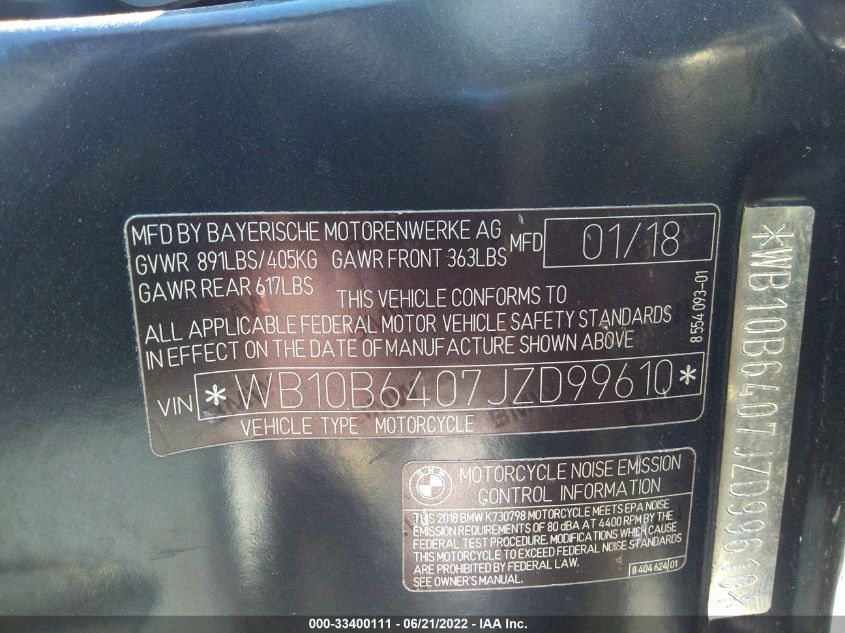 MFD BY BAYERISCHE MOTORENWERKE AG
MFD 01/18
GVWR 891LBS/405KG GAWR FRONT 363LBS
GAWR REAR 617LBS
THIS VEHICLE CONFORMS TO
ALL APPLICABLE FEDERAL MOTOR VEHICLE SAFETY STANDARDS
IN EFFECT ON THE DATE OF MANUFACTURE SHOWN ABOVE
8 554 093-01
VIN *WB10B6407JZD99610*
VEHICLE TYPE MOTORCYCLE
*WB10B6407JZD99610*
BMW
MOTORCYCLE NOISE EMISSION
CONTROL INFORMATION
THIS 2018 BMW K730798 MOTORCYCLE MEETS EPA NOISE
EMISSION REQUIREMENTS OF 80 dBA AT 4400 RPM BY THE
FEDERAL TEST PROCEDURE. MODIFICATIONS WHICH CAUSE
THIS MOTORCYCLE TO EXCEED FEDERAL NOISE STANDARDS
ARE PROHIBITED BY FEDERAL LAW.
SEE OWNER'S MANUAL.
8 404 624 01
000-33400111 - 06/21/2022 - IAA Inc.